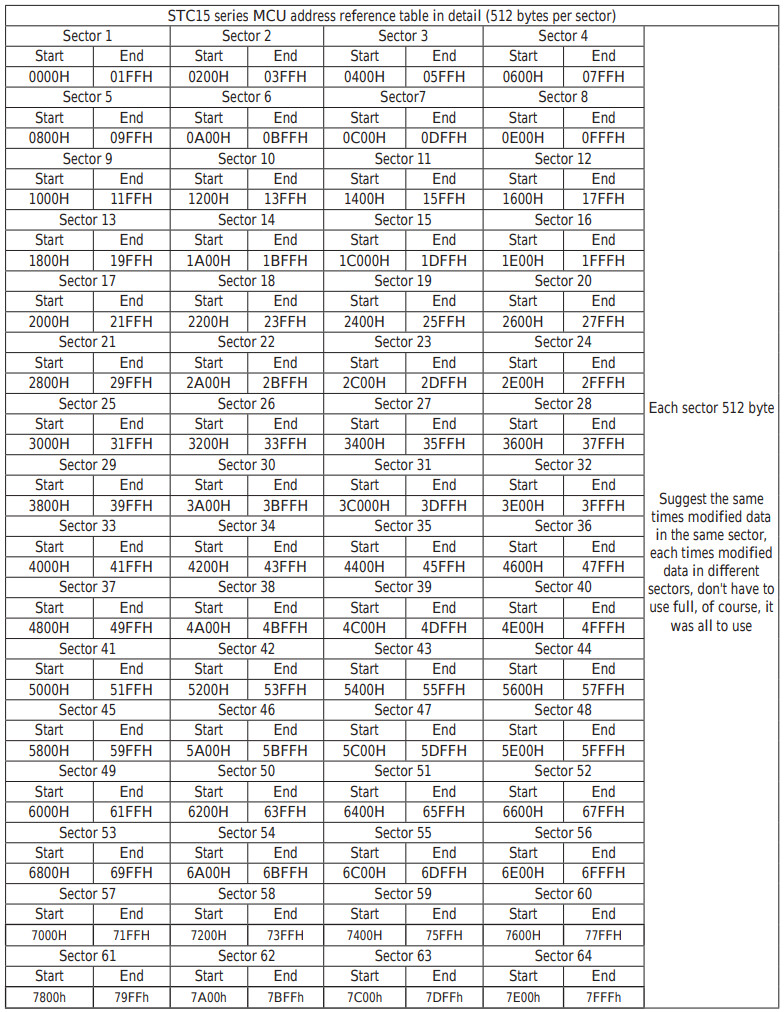 STC15 series MCU address reference table in detail (512 bytes per sector)
Sector 1 Sector 2 Sector 3 Sector 4
Start End Start End Start End Start End
0000H 01FFH 0200H 03FFH 0400H 05FFH 0600H 07FFH
Sector 5 Sector 6 Sector7 Sector 8
Start End Start End Start End Start End
0800H 09FFH 0A00H 0BFFH 0C00H 0DFFH 0E00H 0FFFH
Sector 9 Sector 10 Sector 11 Sector 12
Start End Start End Start End Start End
1000H 11FFH 1200H 13FFH 1400H 15FFH 1600H 17FFH
Sector 13 Sector 14 Sector 15 Sector 16
Start End Start End Start End Start End
1800H 19FFH 1A00H 1BFFH 1C000H 1DFFH 1E00H 1FFFH
Sector 17 Sector 18 Sector 19 Sector 20
Start End Start End Start End Start End
2000H 21FFH 2200H 23FFH 2400H 25FFH 2600H 27FFH
Sector 21 Sector 22 Sector 23 Sector 24
Start End Start End Start End Start End
2800H 29FFH 2A00H 2BFFH 2C00H 2DFFH 2E00H 2FFFH
Sector 25 Sector 26 Sector 27 Sector 28
Start End Start End Start End Start End
3000H 31FFH 3200H 33FFH 3400H 35FFH 3600H 37FFH
Sector 29 Sector 30 Sector 31 Sector 32
Start End Start End Start End Start End
3800H 39FFH 3A00H 3BFFH 3C000H 3DFFH 3E00H 3FFFH
Sector 33 Sector 34 Sector 35 Sector 36
Start End Start End Start End Start End
4000H 41FFH 4200H 43FFH 4400H 45FFH 4600H 47FFH
Sector 37 Sector 38 Sector 39 Sector 40
Start End Start End Start End Start End
4800H 49FFH 4A00H 4BFFH 4C00H 4DFFH 4E00H 4FFFH
Sector 41 Sector 42 Sector 43 Sector 44
Start End Start End Start End Start End
5000H 51FFH 5200H 53FFH 5400H 55FFH 5600H 57FFH
Sector 45 Sector 46 Sector 47 Sector 48
Start End Start End Start End Start End
5800H 59FFH 5A00H 5BFFH 5C00H 5DFFH 5E00H 5FFFH
Sector 49 Sector 50 Sector 51 Sector 52
Start End Start End Start End Start End
6000H 61FFH 6200H 63FFH 6400H 65FFH 6600H 67FFH
Sector 53 Sector 54 Sector 55 Sector 56
Start End Start End Start End Start End
6800H 69FFH 6A00H 6BFFH 6C00H 6DFFH 6E00H 6FFFH
Sector 57 Sector 58 Sector 59 Sector 60
Start End Start End Start End Start End
7000H 71FFH 7200H 73FFH 7400H 75FFH 7600H 77FFH
Sector 61 Sector 62 Sector 63 Sector 64
Start End Start End Start End Start End
7800h 79FFh 7A00h 7BFFh 7C00h 7DFFh 7E00h 7FFFh
Each sector 512 byte
Suggest the same
times modified data
in the same sector,
each times modified
data in different
sectors, don't have to
use full, of course, it
was all to use